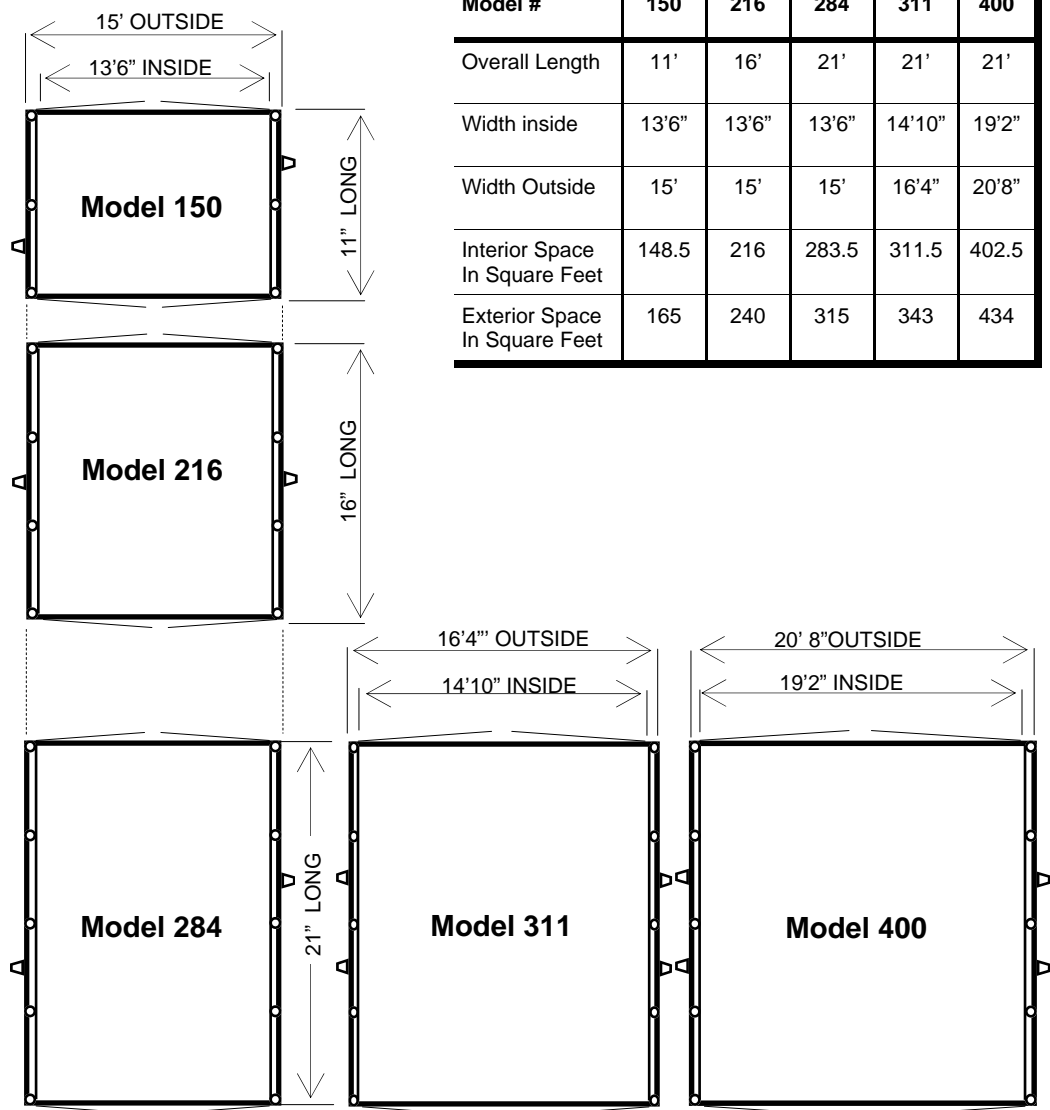 15’ OUTSIDE
13’6” INSIDE
Model 150
11” LONG
Model # 150 216 284 311 400
Overall Length 11’ 16’ 21’ 21’ 21’
Width inside 13’6” 13’6” 13’6” 14’10” 19’2”
Width Outside 15’ 15’ 15’ 16’4” 20’8”
Interior Space 148.5 216 283.5 311.5 402.5
In Square Feet
Exterior Space 165 240 315 343 434
In Square Feet
Model 216
16” LONG
16’4”’ OUTSIDE
14’10” INSIDE
20’ 8”OUTSIDE
19’2” INSIDE
Model 284
21” LONG
Model 311
Model 400